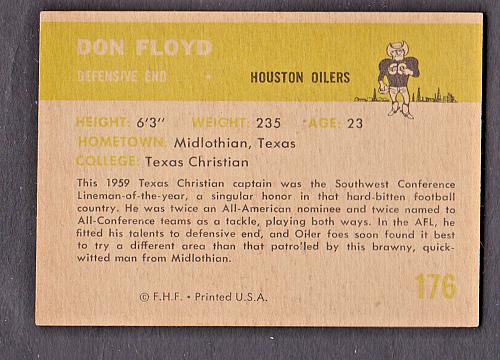 DON FLOYD
DEFENSIVE END • HOUSTON OILERS
HEIGHT: 6'3" WEIGHT: 235 AGE: 23
HOMETOWN: Midlothian, Texas
COLLEGE: Texas Christian
This 1959 Texas Christian captain was the Southwest Conference
Lineman-of-the-year, a singular honor in that hard-bitten football
country. He was twice an All-American nominee and twice named to
All-Conference teams as a tackle, playing both ways. In the AFL, he
fitted his talents to defensive end, and OHer foes soon found it best
to try a different area than that patrolled by this brawny, quick-
witted man from Midlothian.
176
© F.H.F. • Printed U.S.A.